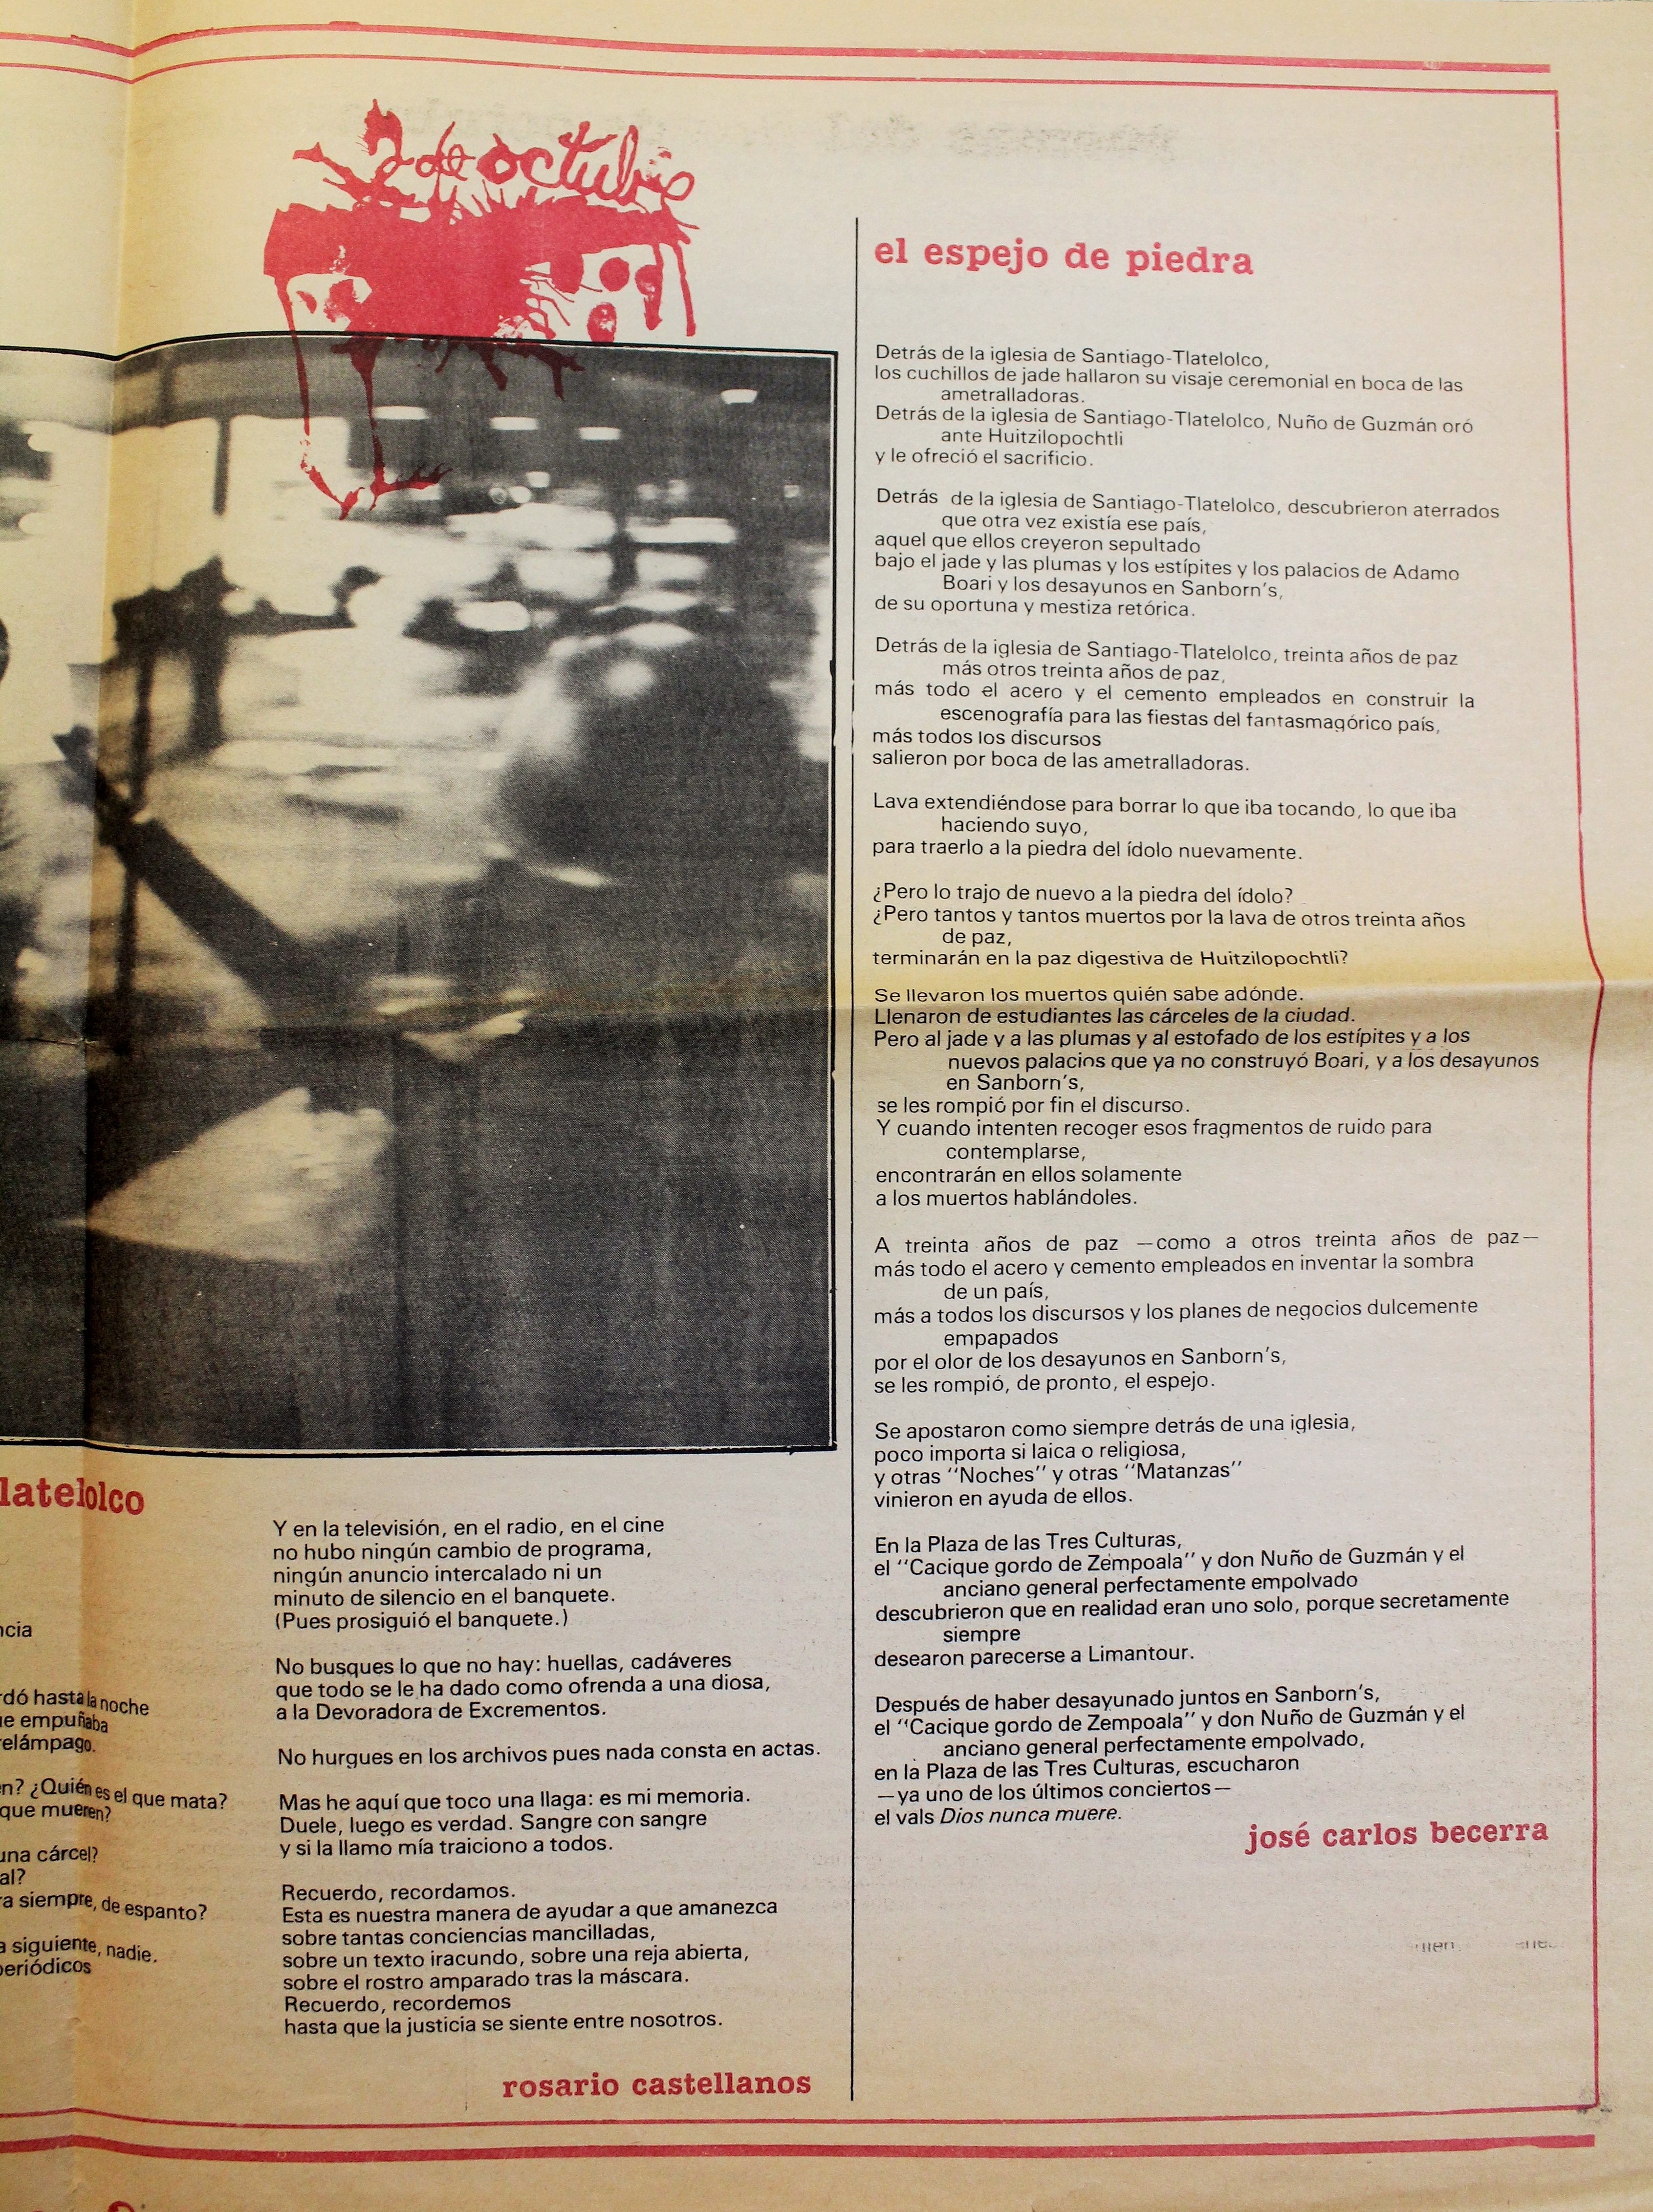 2 de octubre
latelolco
ncia
rdó hasta la noche
ue empuñaba
relámpago.
en? ¿Quién es el que mata?
que mueren?
una cárcel?
al?
ra siempre, de espanto?
a siguiente, nadie.
periódicos
Y en la televisión, en el radio, en el cine
no hubo ningún cambio de programa,
ningún anuncio intercalado ni un
minuto de silencio en el banquete.
(Pues prosiguió el banquete.)
No busques lo que no hay: huellas, cadáveres
que todo se le ha dado como ofrenda a una diosa,
a la Devoradora de Excrementos.
No hurgues en los archivos pues nada consta en actas.
Mas he aquí que toco una llaga: es mi memoria.
Duele, luego es verdad. Sangre con sangre
y si la llamo mía traiciono a todos.
Recuerdo, recordamos.
Esta es nuestra manera de ayudar a que amanezca
sobre tantas conciencias mancilladas,
sobre un texto iracundo, sobre una reja abierta,
sobre el rostro amparado tras la máscara.
Recuerdo, recordemos
hasta que la justicia se siente entre nosotros.
rosario castellanos
el espejo de piedra
Detrás de la iglesia de Santiago-Tlatelolco,
los cuchillos de jade hallaron su visaje ceremonial en boca de las
ametralladoras.
Detrás de la iglesia de Santiago-Tlatelolco, Nuño de Guzmán oró
ante Huitzilopochtli
y le ofreció el sacrificio.
Detrás de la iglesia de Santiago-Tlatelolco, descubrieron aterrados
que otra vez existía ese país,
aquel que ellos creyeron sepultado
bajo el jade y las plumas y los estípites y los palacios de Adamo
Boari y los desayunos en Sanborn's,
de su oportuna y mestiza retórica.
Detrás de la iglesia de Santiago-Tlatelolco, treinta años de paz
más otros treinta años de paz,
más todo el acero y el cemento empleados en construir la
escenografía para las fiestas del fantasmagórico país,
más todos los discursos
salieron por boca de las ametralladoras.
Lava extendiéndose para borrar lo que iba tocando, lo que iba
haciendo suyo,
para traerlo a la piedra del ídolo nuevamente.
¿Pero lo trajo de nuevo a la piedra del ídolo?
¿Pero tantos y tantos muertos por la lava de otros treinta años
de paz,
terminarán en la paz digestiva de Huitzilopochtli?
Se llevaron los muertos quién sabe adónde.
Llenaron de estudiantes las cárceles de la ciudad.
Pero al jade y a las plumas y al estofado de los estípites y a los
nuevos palacios que ya no construyó Boari, y a los desayunos
en Sanborn's,
se les rompió por fin el discurso.
Y cuando intenten recoger esos fragmentos de ruido para
contemplarse,
encontrarán en ellos solamente
a los muertos hablándoles.
A treinta años de paz —como a otros treinta años de paz—
más todo el acero y cemento empleados en inventar la sombra
de un país,
más a todos los discursos y los planes de negocios dulcemente
empapados
por el olor de los desayunos en Sanborn's,
se les rompió, de pronto, el espejo.
Se apostaron como siempre detrás de una iglesia,
poco importa si laica o religiosa,
y otras "Noches" y otras "Matanzas"
vinieron en ayuda de ellos.
En la Plaza de las Tres Culturas,
el "Cacique gordo de Zempoala" y don Nuño de Guzmán y el
anciano general perfectamente empolvado
descubrieron que en realidad eran uno solo, porque secretamente
siempre
desearon parecerse a Limantour.
Después de haber desayunado juntos en Sanborn's,
el "Cacique gordo de Zempoala" y don Nuño de Guzmán y el
anciano general perfectamente empolvado,
en la Plaza de las Tres Culturas, escucharon
—ya uno de los últimos conciertos—
el vals Dios nunca muere.
josé carlos becerra